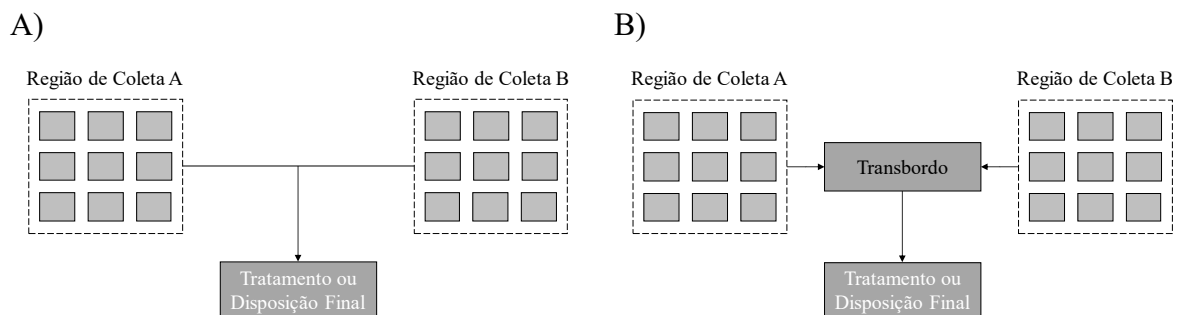 A)
Região de Coleta A
Região de Coleta B
Tratamento ou
Disposição Final
B)
Região de Coleta A
Região de Coleta B
Transbordo
Tratamento ou
Disposição Final